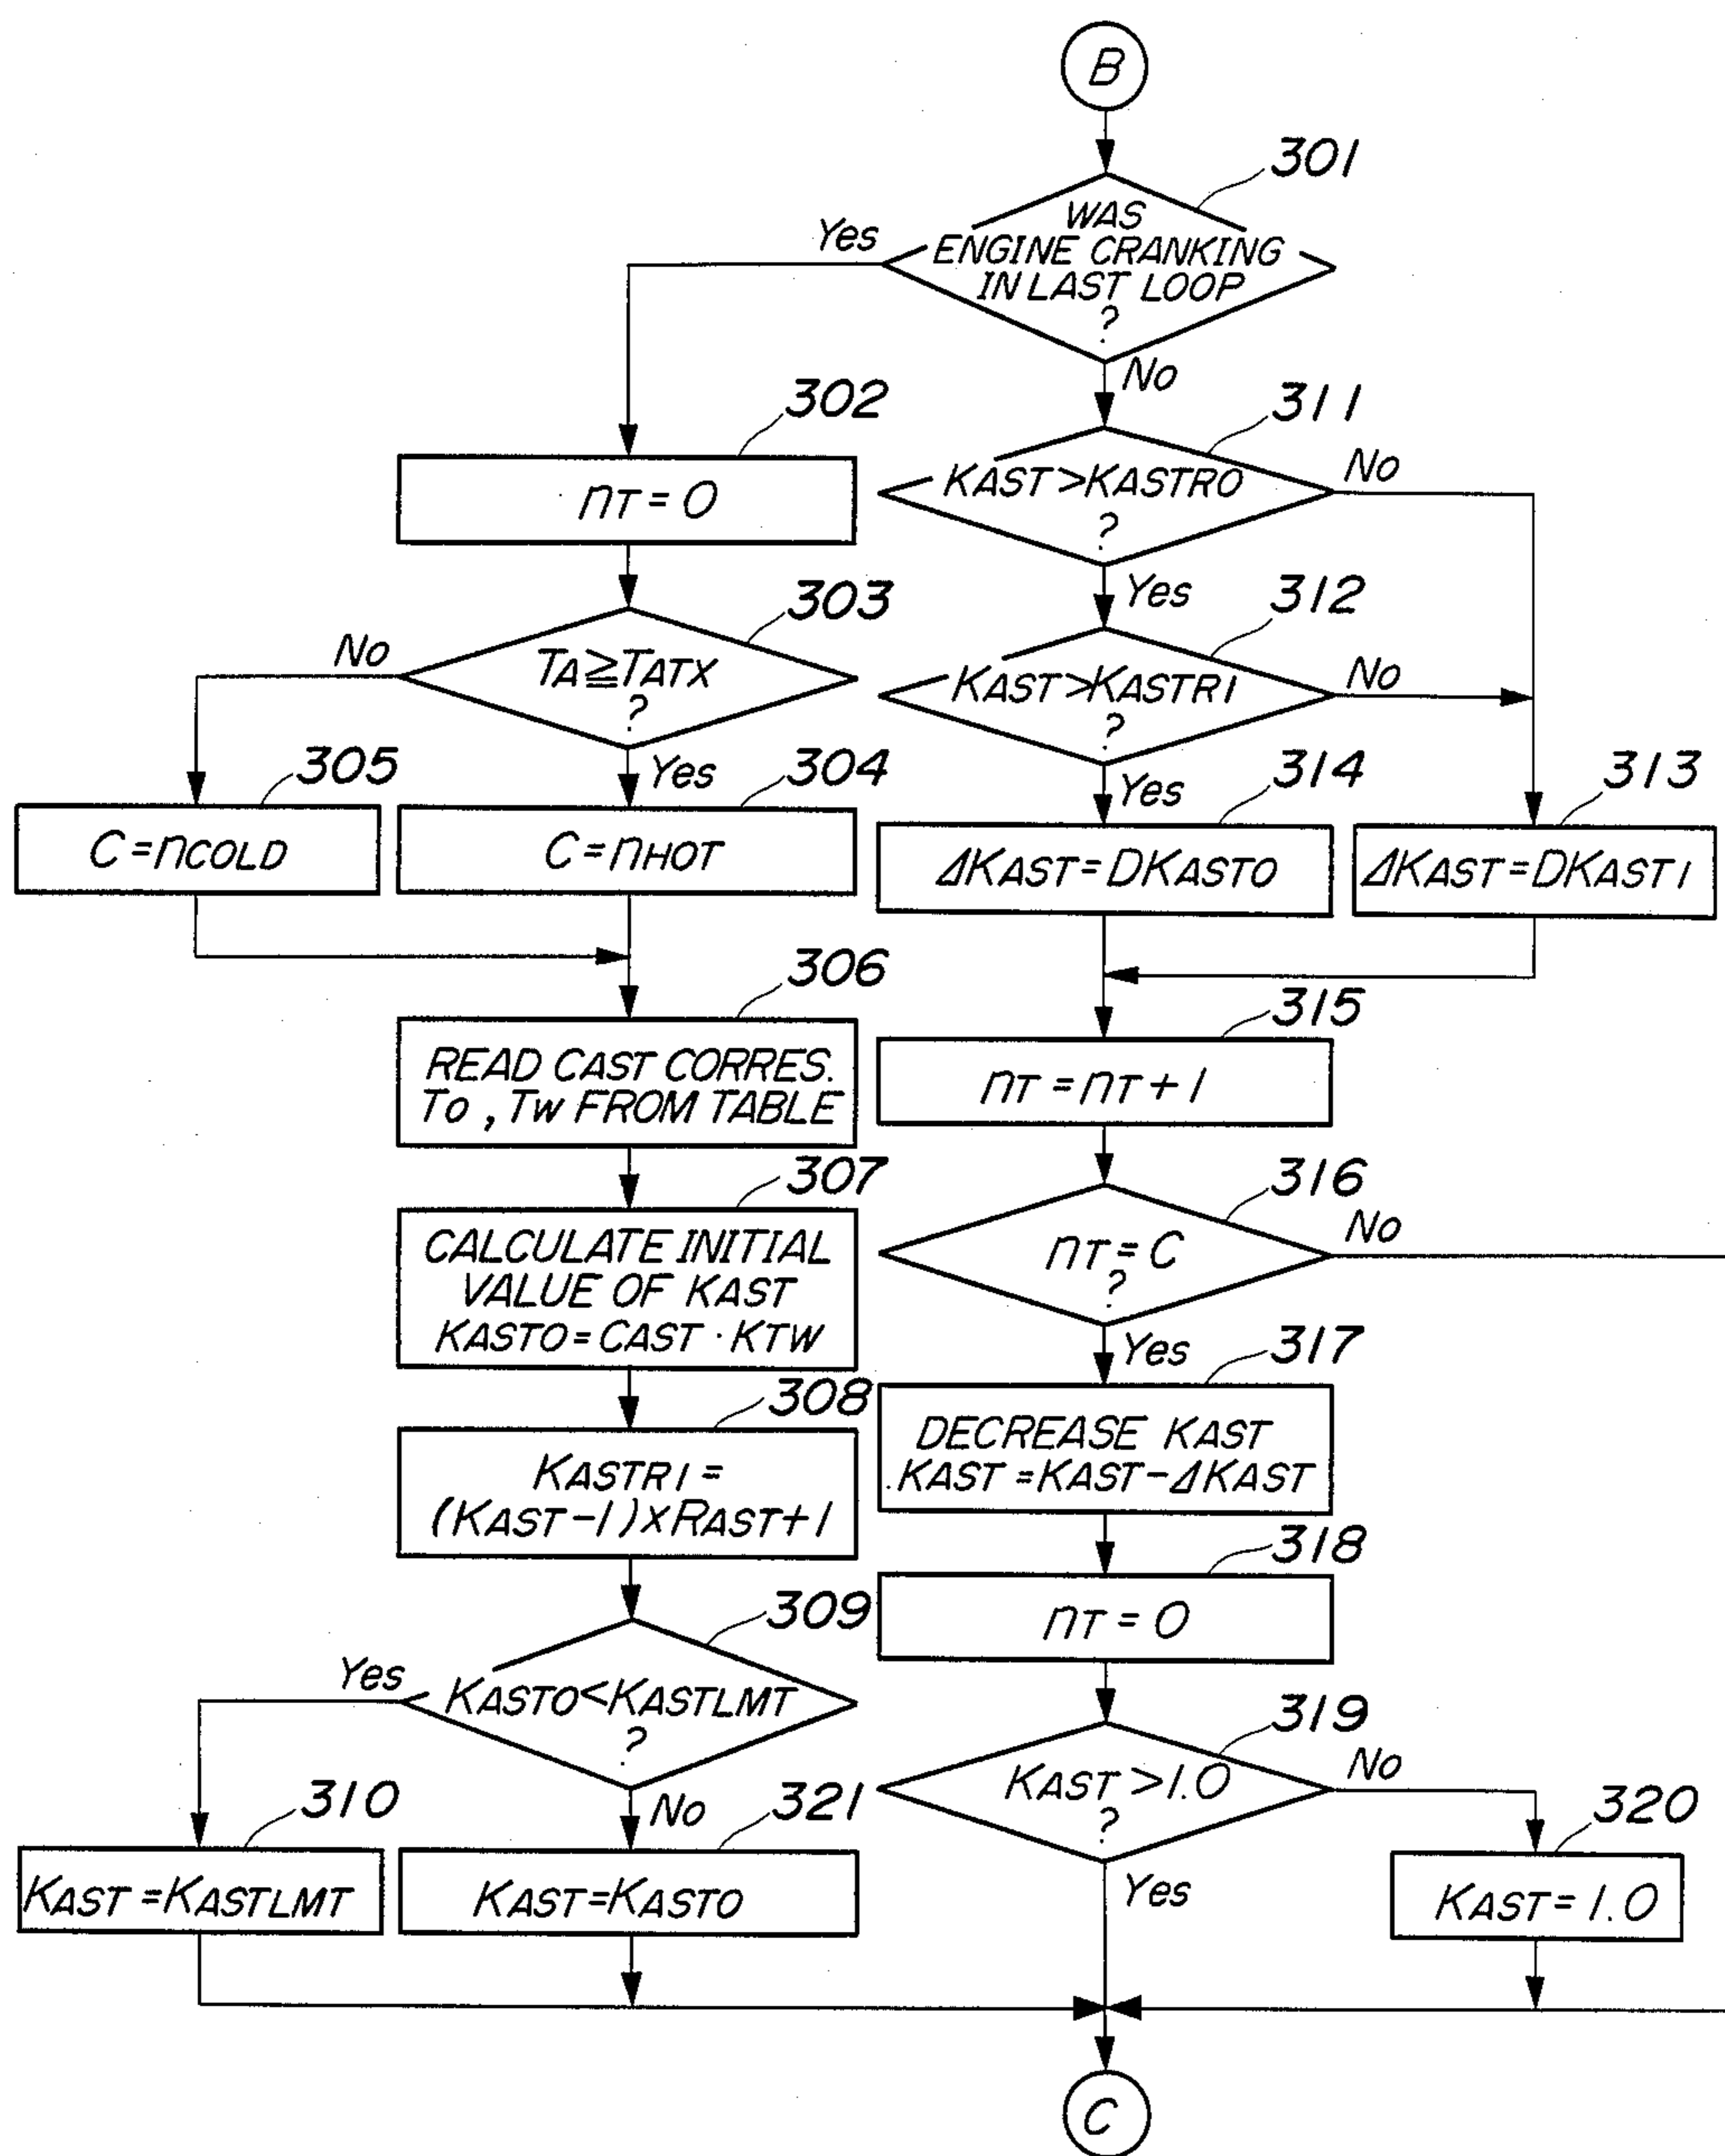 B
301
WAS
ENGINE CRANKING
IN LAST LOOP
?
Yes
No
302
nT = 0
311
KAST>KASTR0
?
No
Yes
303
TA≧TATX
?
No
Yes
312
KAST>KASTR1
?
No
Yes
305
C=nCOLD
304
C=nHOT
314
ΔKAST=DKAST0
313
ΔKAST=DKAST1
306
READ CAST CORRES.
To , Tw FROM TABLE
315
nT = nT + 1
307
CALCULATE INITIAL
VALUE OF KAST
KASTO = CAST · KTW
316
nT = C
?
No
Yes
308
KASTR1 =
(KAST-1)×RAST+1
317
DECREASE KAST
KAST = KAST-ΔKAST
318
nT = 0
309
KASTO<KASTLMT
?
Yes
No
319
KAST >1.0
?
No
Yes
310
KAST =KASTLMT
321
KAST=KASTO
320
KAST = 1.0
C